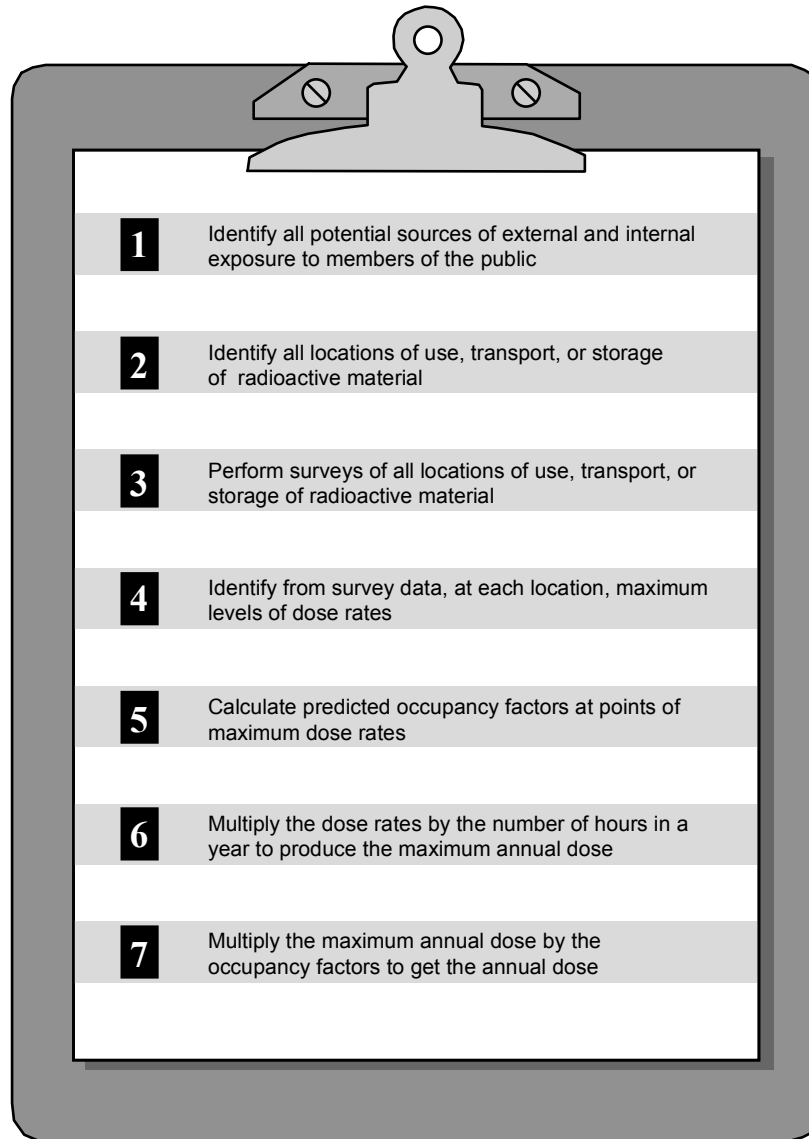 1
Identify all potential sources of external and internal
exposure to members of the public
2
Identify all locations of use, transport, or storage
of radioactive material
3
Perform surveys of all locations of use, transport, or
storage of radioactive material
4
Identify from survey data, at each location, maximum
levels of dose rates
5
Calculate predicted occupancy factors at points of
maximum dose rates
6
Multiply the dose rates by the number of hours in a
year to produce the maximum annual dose
7
Multiply the maximum annual dose by the
occupancy factors to get the annual dose